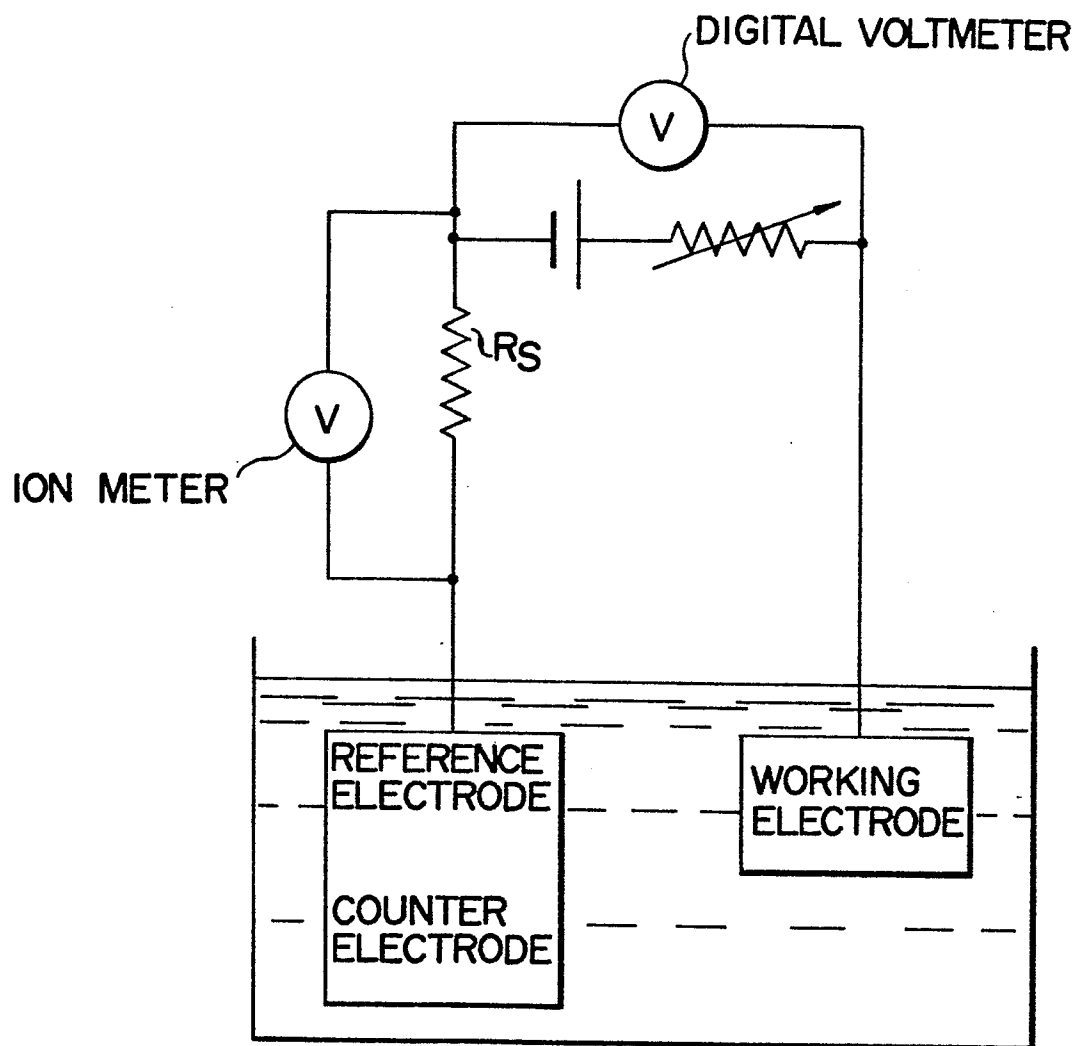 DIGITAL VOLTMETER
V
RS
V
ION METER
REFERENCE
ELECTRODE
WORKING
ELECTRODE
COUNTER
ELECTRODE